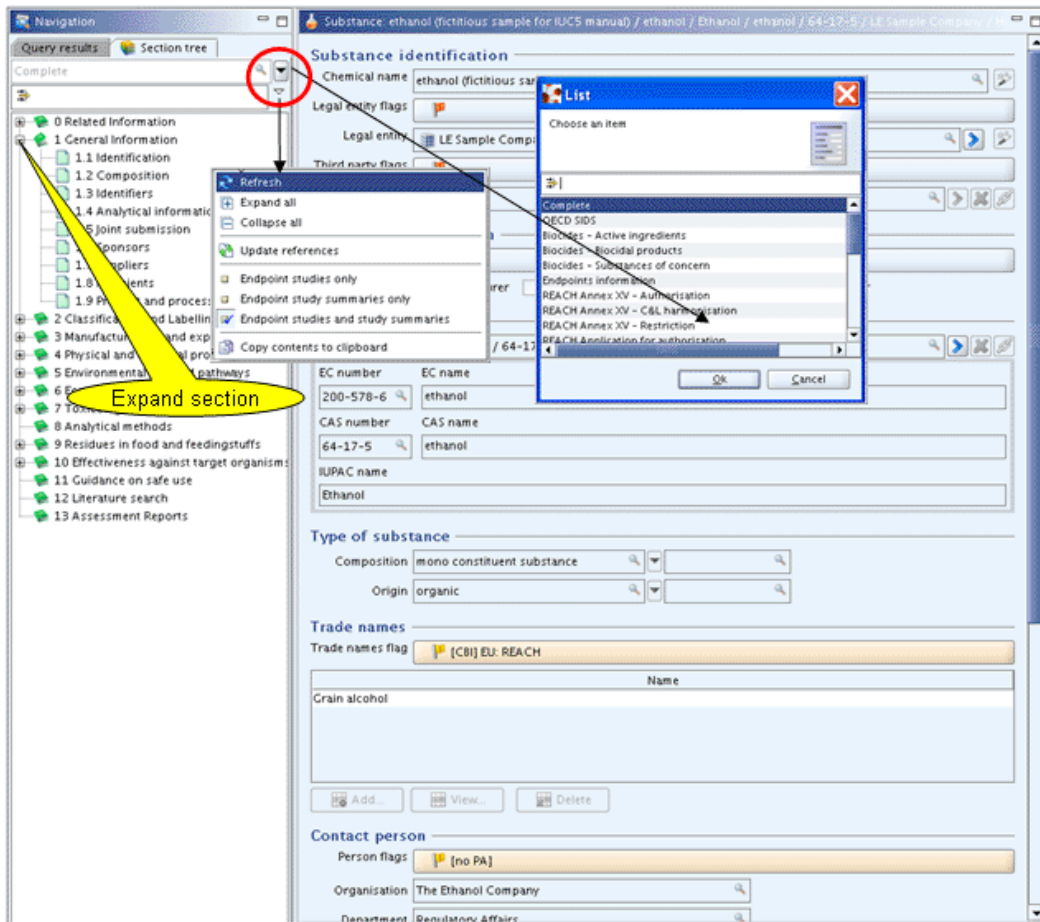 Navigation
Query results
Section tree
Complete
0 Related Information
1 General Information
1.1 Identification
1.2 Composition
1.3 Identifiers
1.4 Analytical informatic
1.5 Joint submission
Sponsors
1.8
1.9
2 Classific and Labellin
3 Manufactu and exp
4 Physical and
5 Environmental pathways
6
7
8 Analytical methods
9 Residues in food and feedingstuffs
10 Effectiveness against target organisms
11 Guidance on safe use
12 Literature search
13 Assessment Reports
Expand section
Refresh
Expand all
Collapse all
Update references
Endpoint studies only
Endpoint study summaries only
Endpoint studies and study summaries
Copy contents to clipboard
Substance: ethanol (fictitious sample for IUC5 manual) / ethanol / Ethanol / ethanol / 64-17-5 / LE Sample Company /
Substance identification
Chemical name ethanol (fictitious sam
Legal entity flags
Legal entity LE Sample Compa
Third party flags
List
Choose an item
Complete
OECD SIDS
Biocides - Active ingredients
Biocides - Biocidal products
Biocides - Substances of concern
Endpoints information
REACH Annex XV - Authorisation
REACH Annex XV - C&L harmonisation
REACH Annex XV - Restriction
REACH Application for authorisation
Ok
Cancel
/ 64-17
EC number EC name
200-578-6 ethanol
CAS number CAS name
64-17-5 ethanol
IUPAC name
Ethanol
Type of substance
Composition mono constituent substance
Origin organic
Trade names
Trade names flag [CBI] EU: REACH
Name
Grain alcohol
Add... View... Delete
Contact person
Person flags [no PA]
Organisation The Ethanol Company
Department Regulatory Affairs